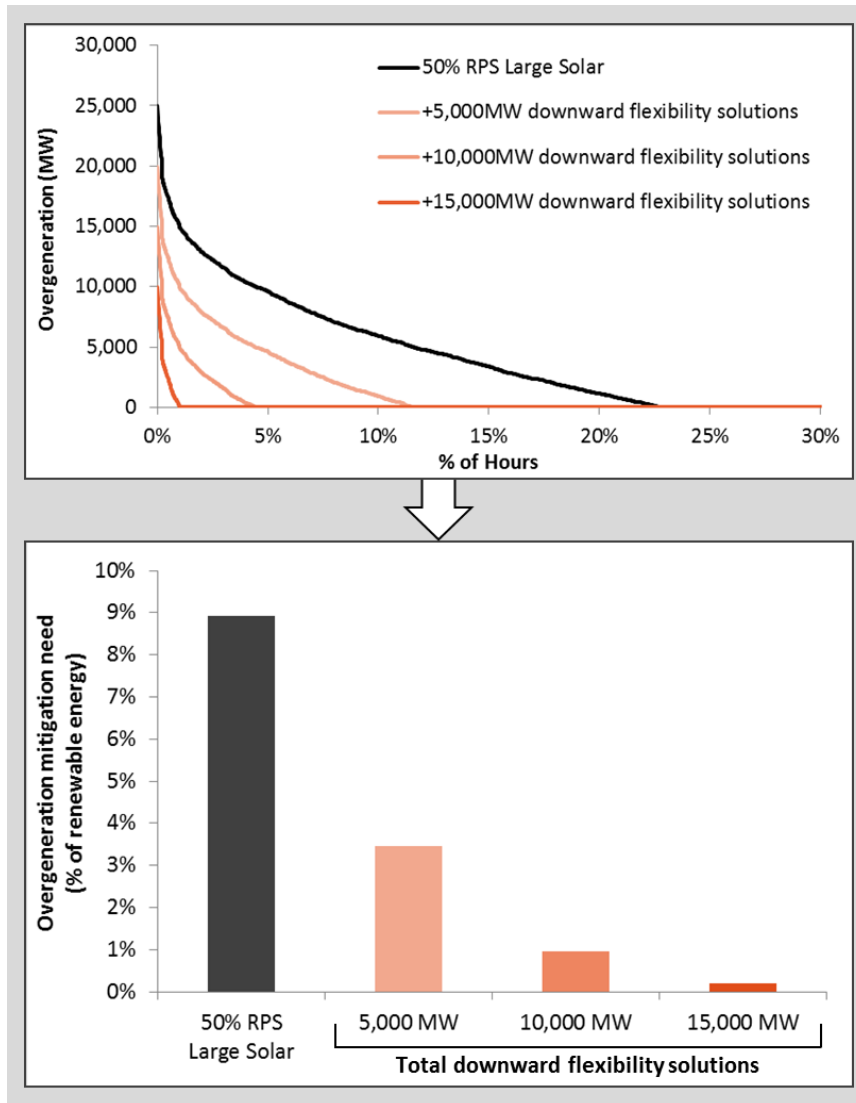 30,000
25,000
20,000
15,000
10,000
5,000
0
Overgeneration (MW)
50% RPS Large Solar
+5,000MW downward flexibility solutions
+10,000MW downward flexibility solutions
+15,000MW downward flexibility solutions
0% 5% 10% 15% 20% 25% 30%
% of Hours
10%
9%
8%
7%
6%
5%
4%
3%
2%
1%
0%
Overgeneration mitigation need
(% of renewable energy)
50% RPS
Large Solar
5,000 MW 10,000 MW 15,000 MW
Total downward flexibility solutions